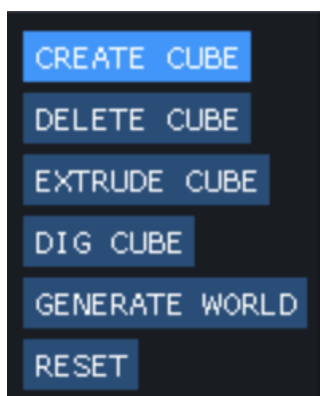 CREATE CUBE
DELETE CUBE
EXTRUDE CUBE
DIG CUBE
GENERATE WORLD
RESET